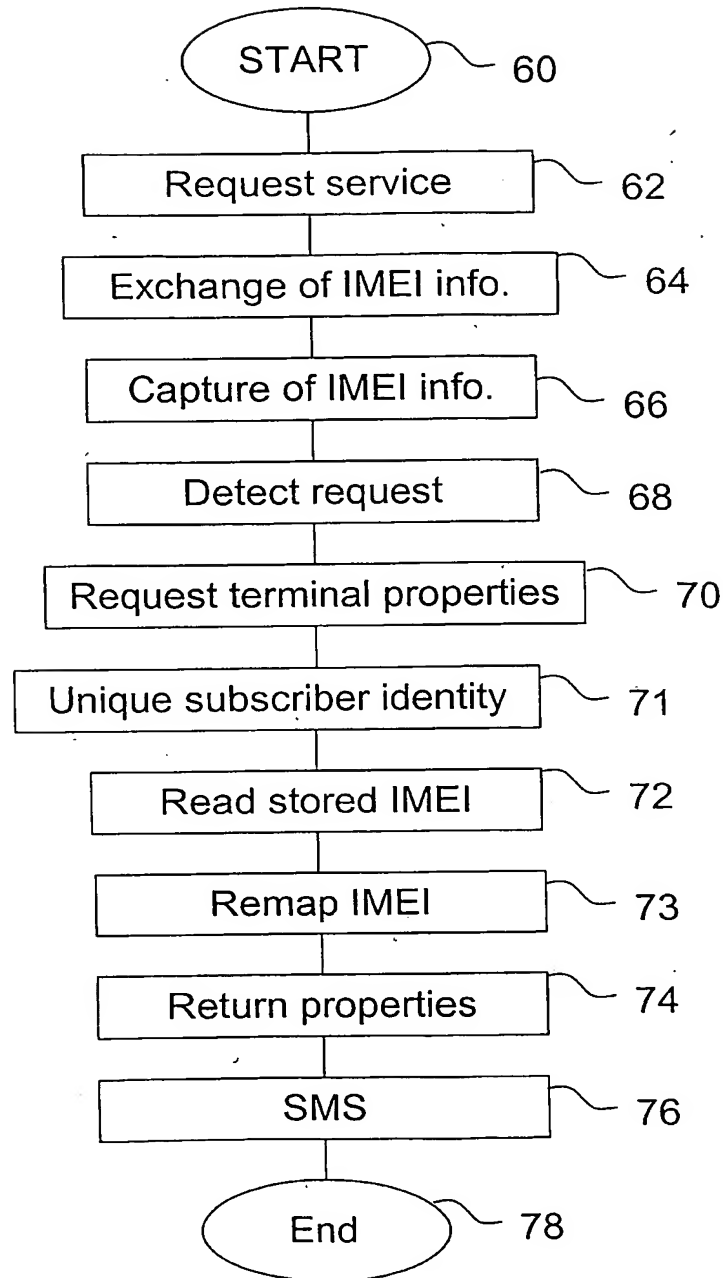 START 60
Request service 62
Exchange of IMEI info. 64
Capture of IMEI info. 66
Detect request 68
Request terminal properties 70
Unique subscriber identity 71
Read stored IMEI 72
Remap IMEI 73
Return properties 74
SMS 76
End 78